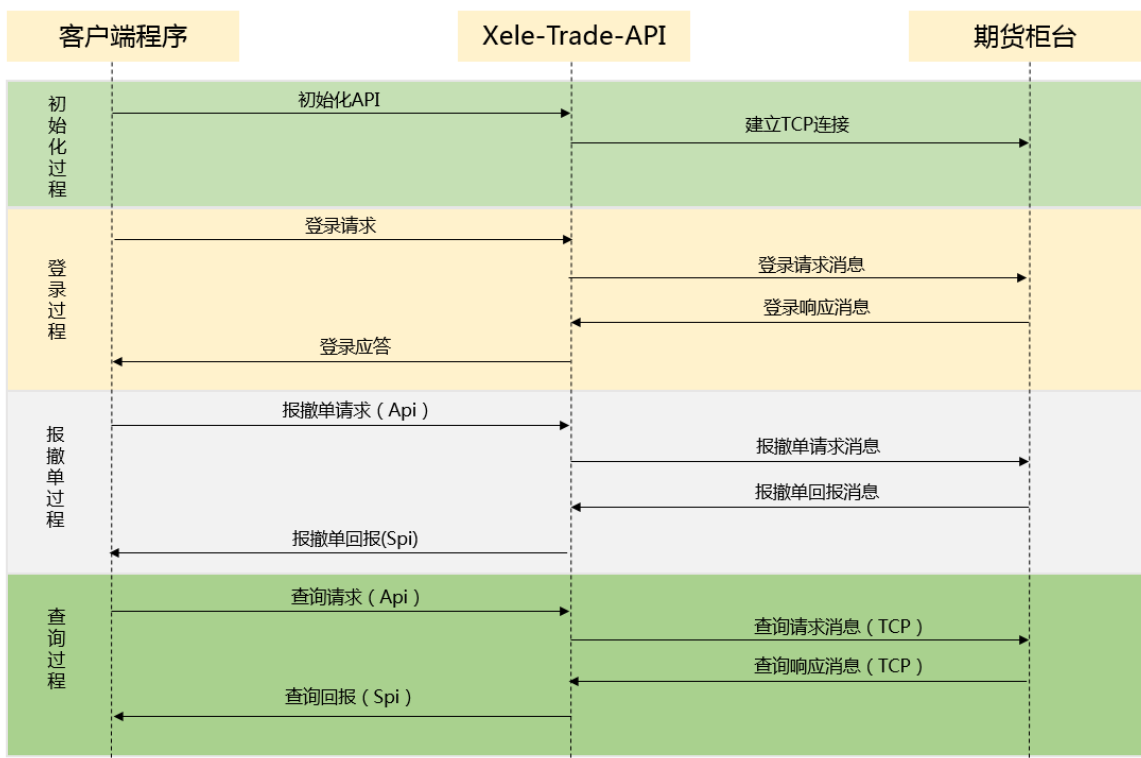 客户端程序
Xele-Trade-API
期货柜台
初始化过程
初始化API
建立TCP连接
登录过程
登录请求
登录请求消息
登录响应消息
登录应答
报撤单过程
报撤单请求（Api）
报撤单请求消息
报撤单回报消息
报撤单回报(Spi)
查询过程
查询请求（Api）
查询请求消息（TCP）
查询响应消息（TCP）
查询回报（Spi）